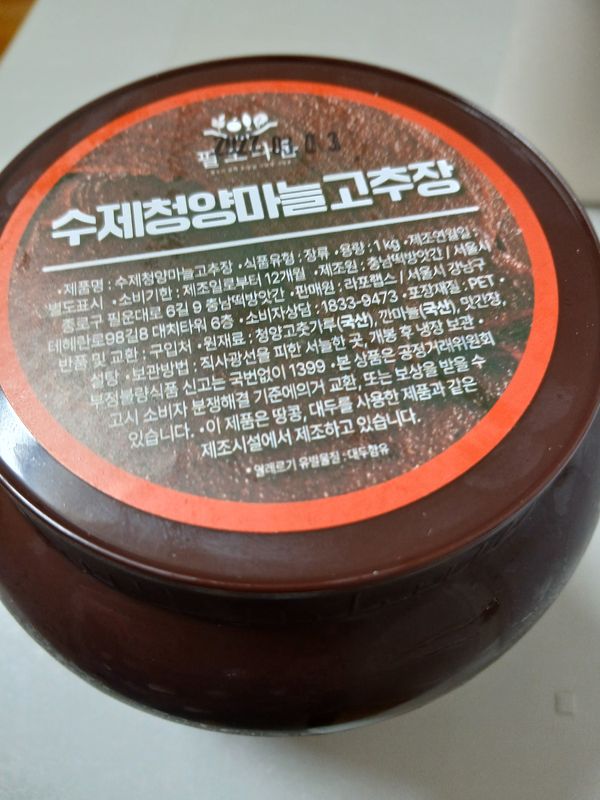 필
2027. 03. 0 3
수제청양마늘고추장
• 제품명 : 수제청양마늘고추장 • 식품유형 : 장류 • 용량 : 1kg • 제조연월일 :
별도표시 • 소비기한 : 제조일로부터 12개월 • 제조원 : 충남떡방앗간 / 서울시
종로구 필운대로 6길 9 충남떡방앗간 • 판매원 : 라포랩스 / 서울시 강남구
테헤란로98길8 대치타워 6층 • 소비자상담 : 1833-9473 • 포장재질 : PET •
반품 및 교환 : 구입처 • 원재료 : 청양고춧가루(국산), 깐마늘(국산), 맛간장,
설탕 • 보관방법 : 직사광선을 피한 서늘한 곳, 개봉 후 냉장 보관 •
부정불량식품 신고는 국번없이 1399 • 본 상품은 공정거래위원회
고시 소비자 분쟁해결 기준에의거 교환, 또는 보상을 받을 수
있습니다. • 이 제품은 땅콩, 대두를 사용한 제품과 같은
제조시설에서 제조하고 있습니다.
• 알레르기 유발물질 : 대두함유